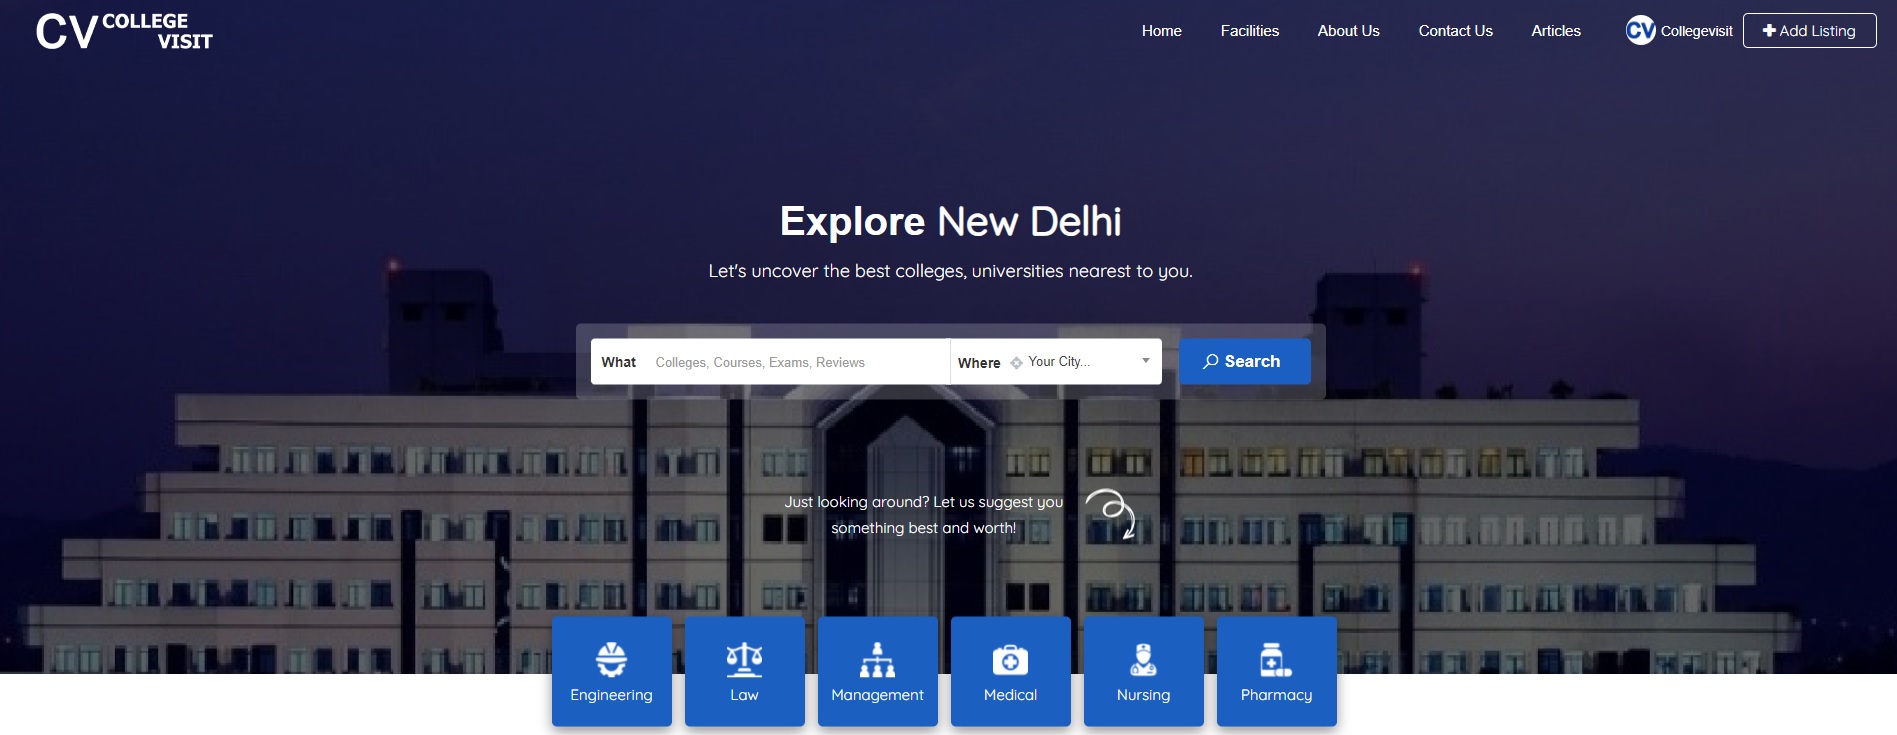 CV COLLEGE VISIT
Home Facilities About Us Contact Us Articles CV Collegevisit Add Listing
Explore New Delhi
Let's uncover the best colleges, universities nearest to you.
What Colleges, Courses, Exams, Reviews Where Your City... Search
Just looking around? Let us suggest you
something best and worth!
Engineering Law Management Medical Nursing Pharmacy